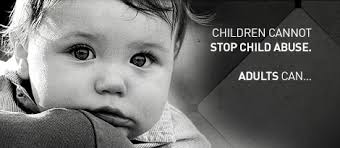 CHILDREN CANNOT
STOP CHILD ABUSE.
ADULTS CAN...